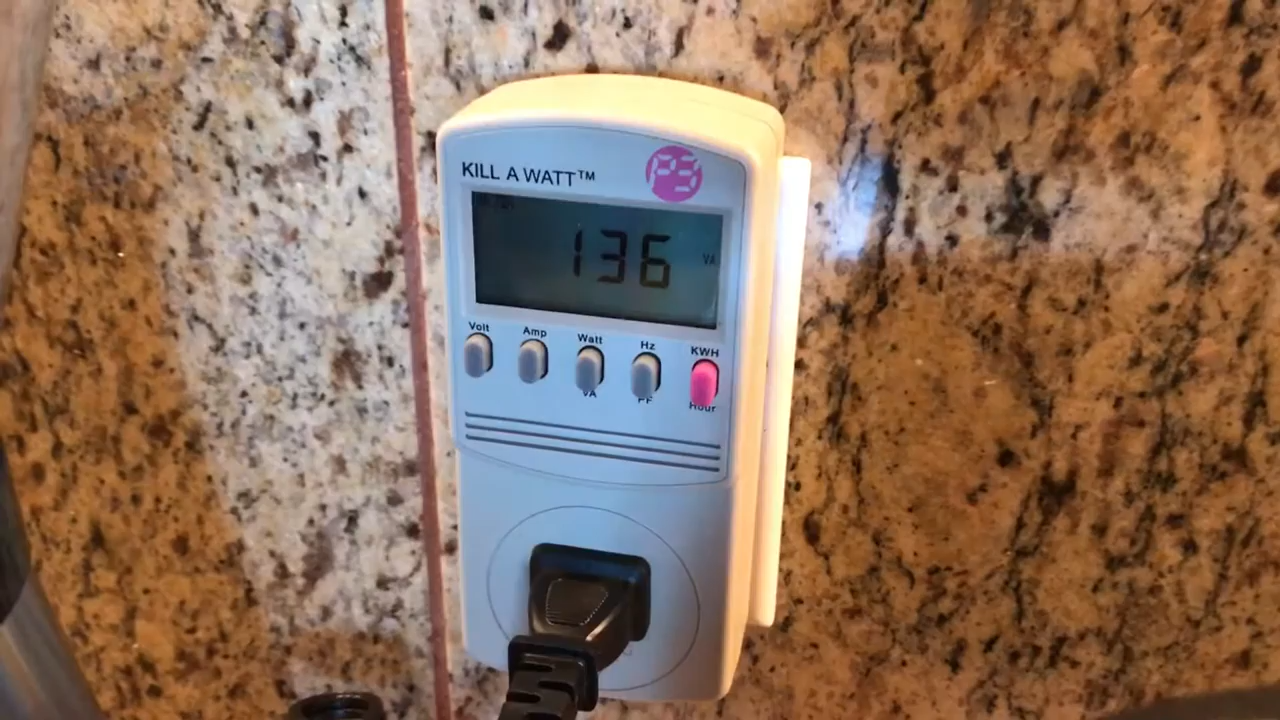 KILL A WATT™ P3
136 VA
Volt Amp Watt Hz KWH
VA PF Hour